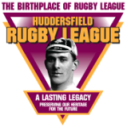 THE BIRTHPLACE OF RUGBY LEAGUE
HUDDERSFIELD
RUGBY LEAGUE
A LASTING LEGACY
PRESERVING OUR HERITAGE
FOR THE FUTURE